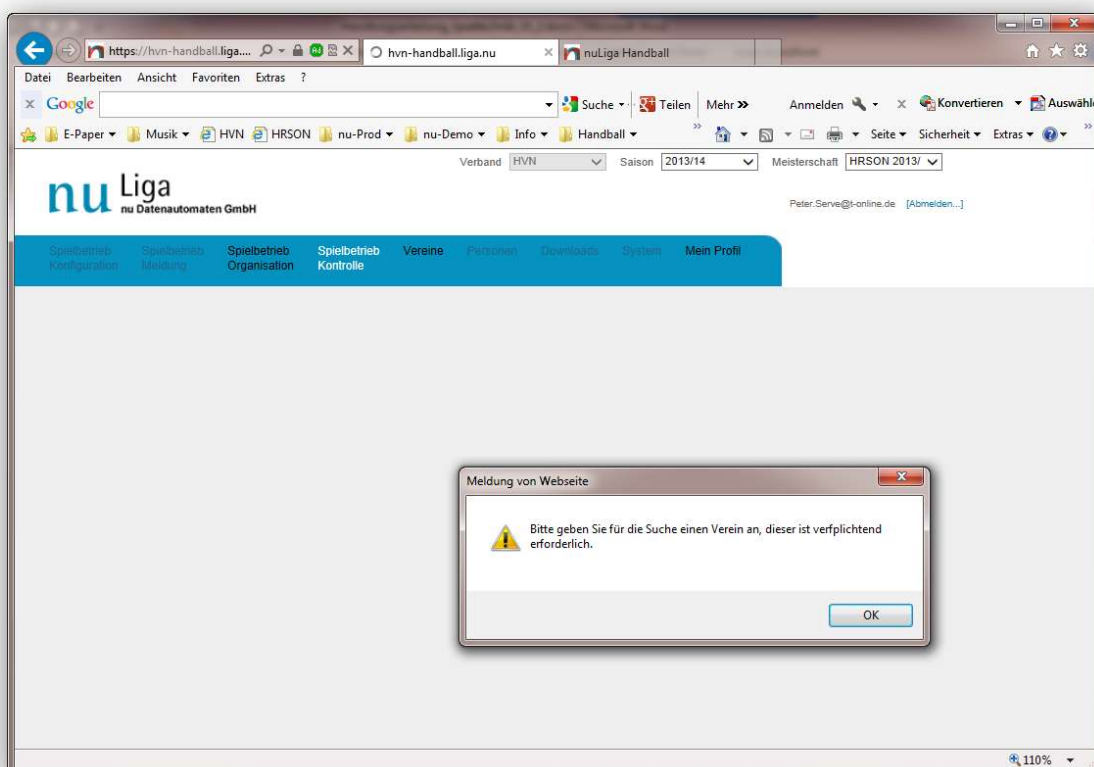 https://hvn-handball.liga.... hvn-handball.liga.nu nuLiga Handball
Datei Bearbeiten Ansicht Favoriten Extras ?
x Google Suche Teilen Mehr » Anmelden x Konvertieren Auswähl
E-Paper Musik HVN HRSON nu-Prod nu-Demo Info Handball » Seite Sicherheit Extras »
Verband HVN Saison 2013/14 Meisterschaft HRSON 2013/
nu Liga
nu Datenautomaten GmbH
Peter.Serve@t-online.de [Abmelden...]
Spielbetrieb Konfiguration
Spielbetrieb Meldung
Spielbetrieb Organisation
Spielbetrieb Kontrolle
Vereine
Personen
Downloads
System
Mein Profil
Meldung von Webseite
Bitte geben Sie für die Suche einen Verein an, dieser ist verfplichtend
erforderlich.
OK
110%